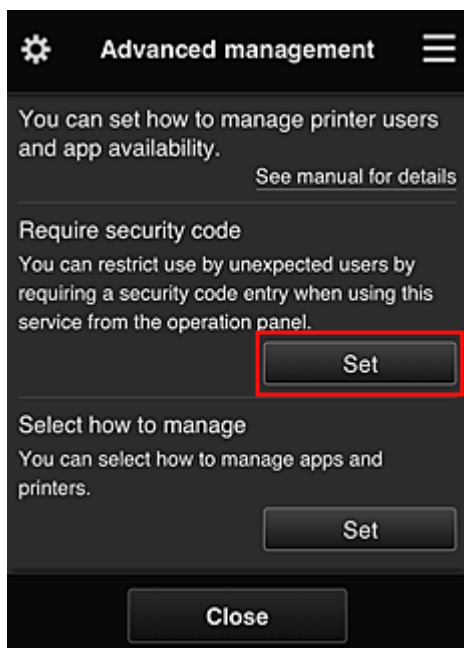 Advanced management
You can set how to manage printer users
and app availability.
See manual for details
Require security code
You can restrict use by unexpected users by
requiring a security code entry when using this
service from the operation panel.
Set
Select how to manage
You can select how to manage apps and
printers.
Set
Close